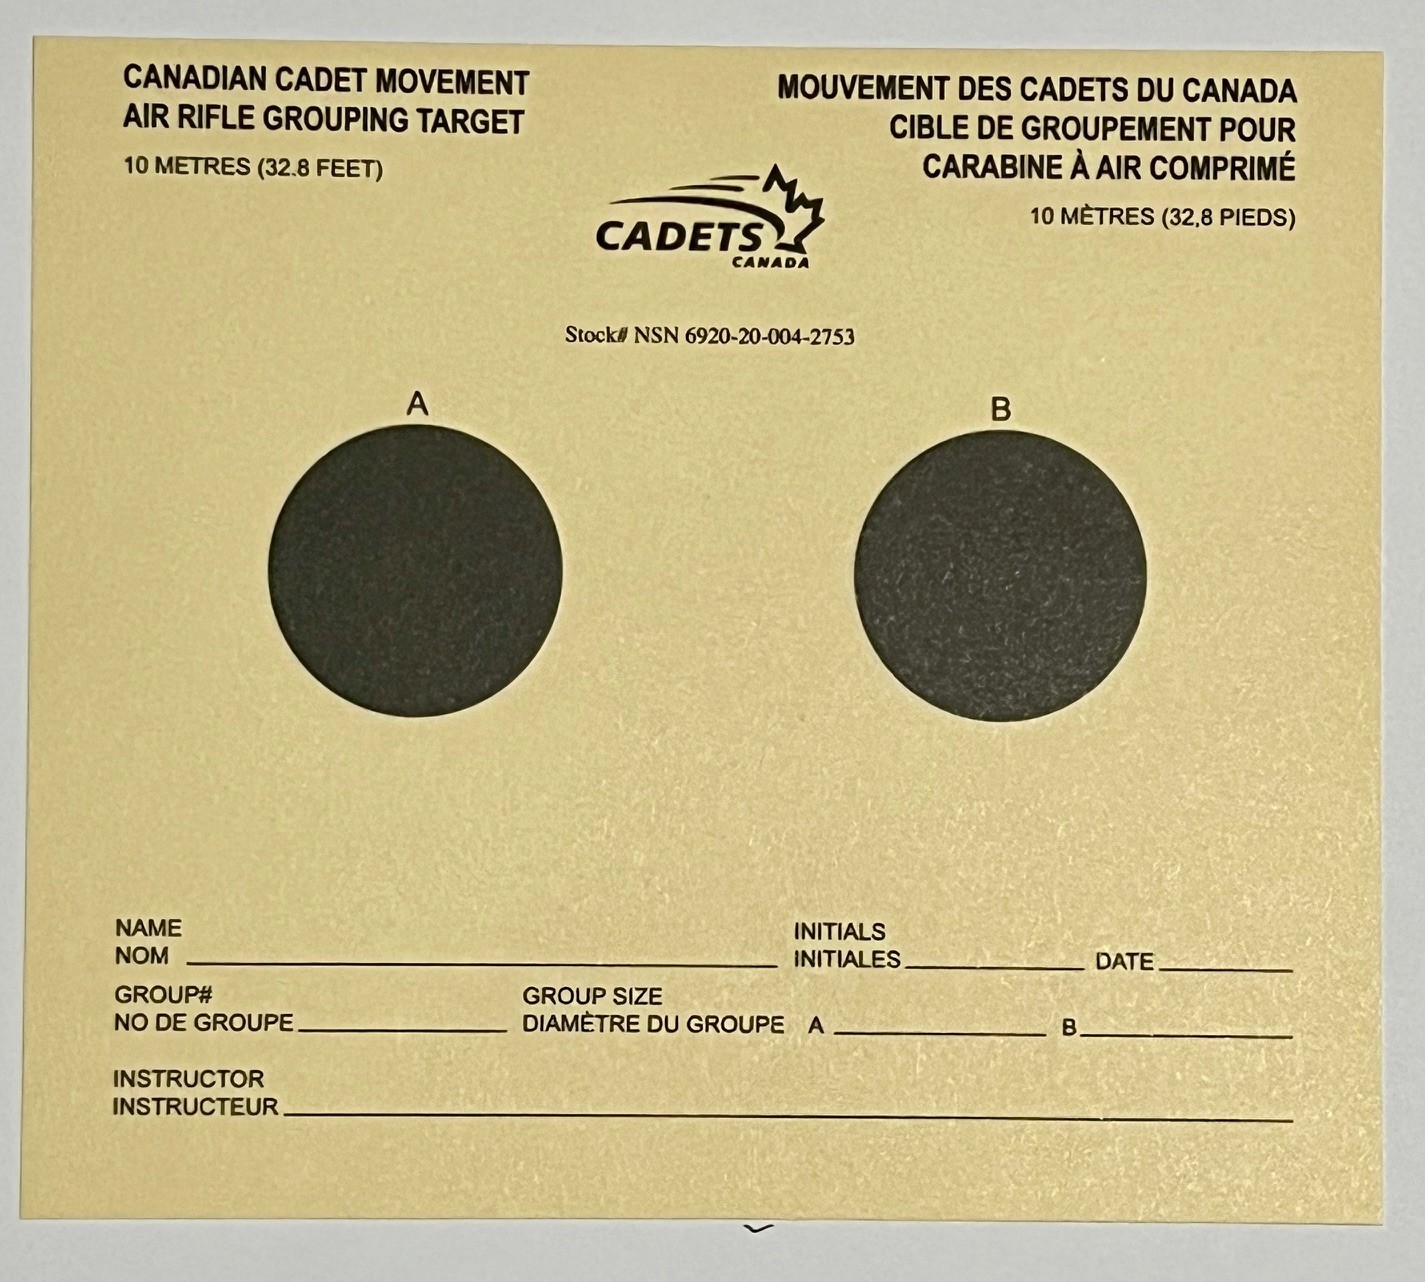 CANADIAN CADET MOVEMENT
AIR RIFLE GROUPING TARGET
10 METRES (32.8 FEET)
MOUVEMENT DES CADETS DU CANADA
CIBLE DE GROUPEMENT POUR
CARABINE À AIR COMPRIMÉ
10 MÈTRES (32,8 PIEDS)
CADETS
CANADA
Stock# NSN 6920-20-004-2753
A
B
NAME
NOM
INITIALS
INITIALES
DATE
GROUP#
NO DE GROUPE
GROUP SIZE
DIAMÈTRE DU GROUPE A B
INSTRUCTOR
INSTRUCTEUR